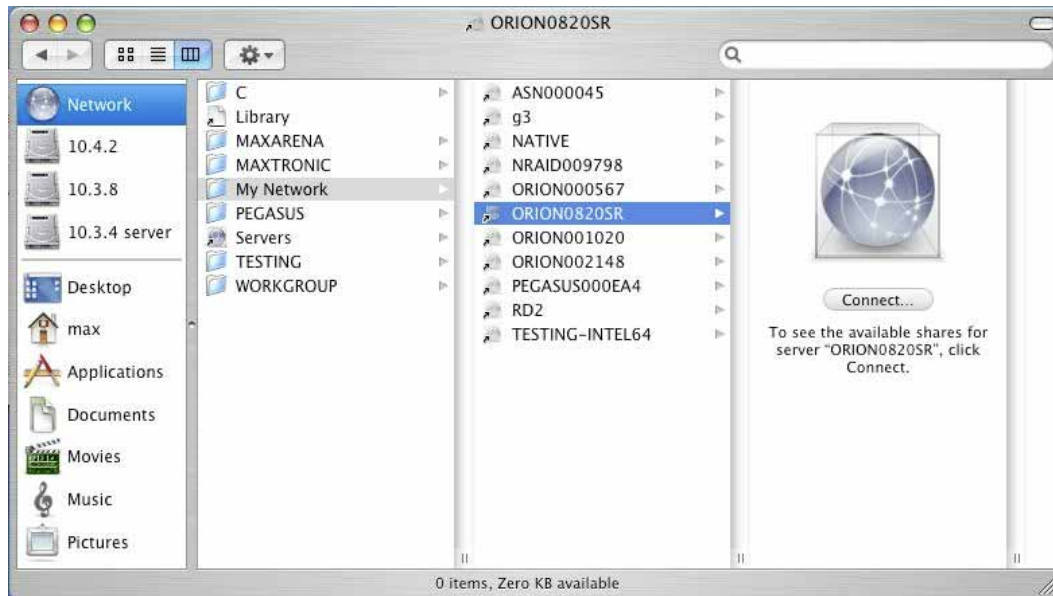 ORION0820SR
Network
10.4.2
10.3.8
10.3.4 server
Desktop
max
Applications
Documents
Movies
Music
Pictures
C
Library
MAXARENA
MAXTRONIC
My Network
PEGASUS
Servers
TESTING
WORKGROUP
ASN000045
g3
NATIVE
NRAID009798
ORION000567
ORION0820SR
ORION001020
ORION002148
PEGASUS000EA4
RD2
TESTING-INTEL64
Connect...
To see the available shares for
server "ORION0820SR", click
Connect.
0 items, Zero KB available